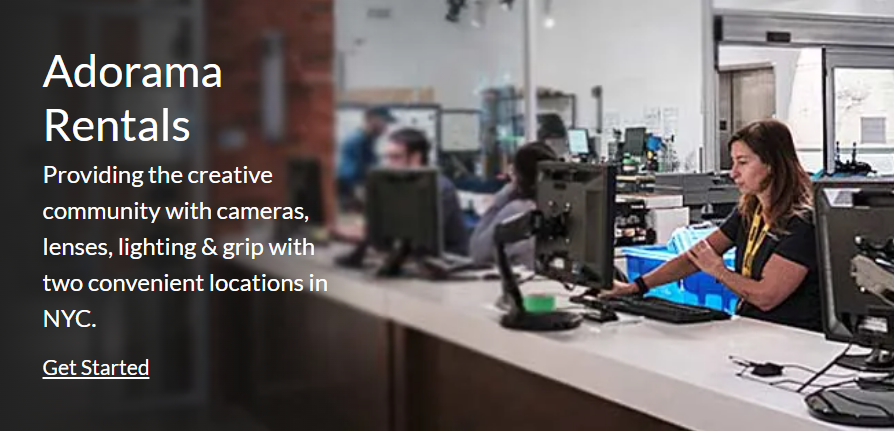 Adorama
Rentals
Providing the creative
community with cameras,
lenses, lighting & grip with
two convenient locations in
NYC.
Get Started